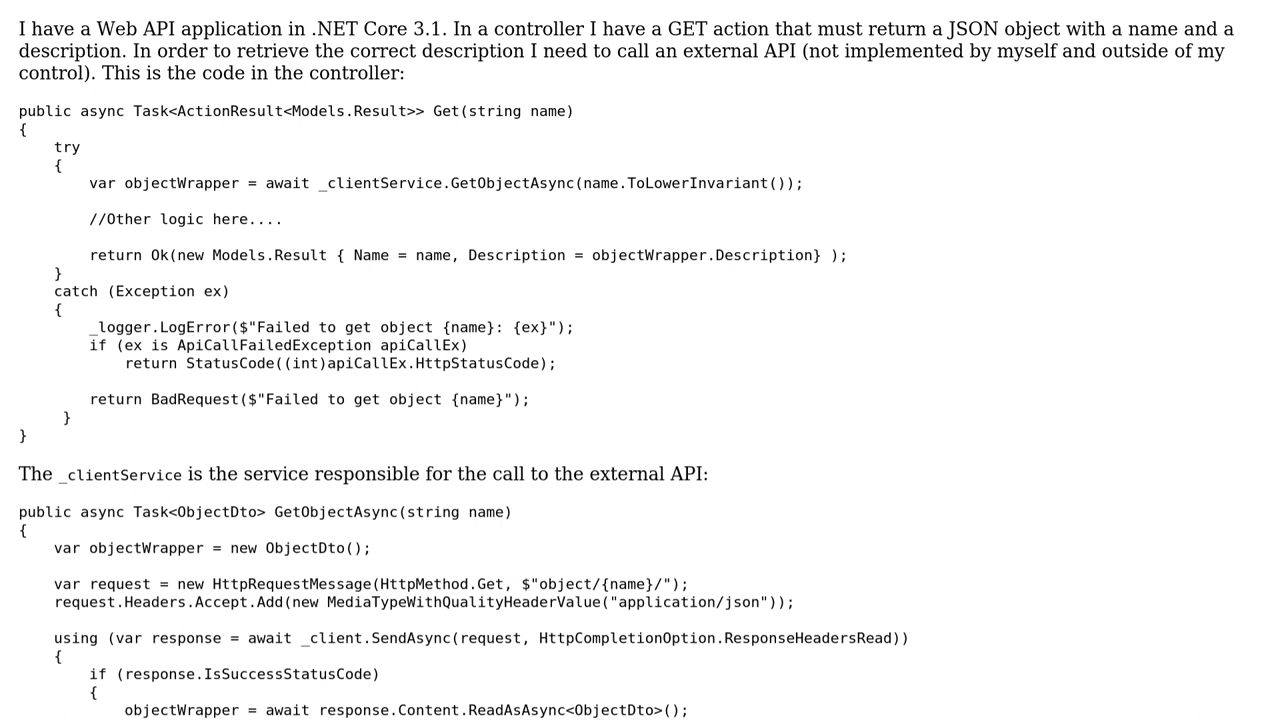 I have a Web API application in .NET Core 3.1. In a controller I have a GET action that must return a JSON object with a name and a
description. In order to retrieve the correct description I need to call an external API (not implemented by myself and outside of my
control). This is the code in the controller:
public async Task<ActionResult<Models.Result>> Get(string name)
{
    try
    {
        var objectWrapper = await _clientService.GetObjectAsync(name.ToLowerInvariant());

        //Other logic here....

        return Ok(new Models.Result { Name = name, Description = objectWrapper.Description} );
    }
    catch (Exception ex)
    {
        _logger.LogError($"Failed to get object {name}: {ex}");
        if (ex is ApiCallFailedException apiCallEx)
            return StatusCode((int)apiCallEx.HttpStatusCode);

        return BadRequest($"Failed to get object {name}");
     }
}
The _clientService is the service responsible for the call to the external API:
public async Task<ObjectDto> GetObjectAsync(string name)
{
    var objectWrapper = new ObjectDto();

    var request = new HttpRequestMessage(HttpMethod.Get, $"object/{name}/");
    request.Headers.Accept.Add(new MediaTypeWithQualityHeaderValue("application/json"));

    using (var response = await _client.SendAsync(request, HttpCompletionOption.ResponseHeadersRead))
    {
        if (response.IsSuccessStatusCode)
        {
            objectWrapper = await response.Content.ReadAsAsync<ObjectDto>();